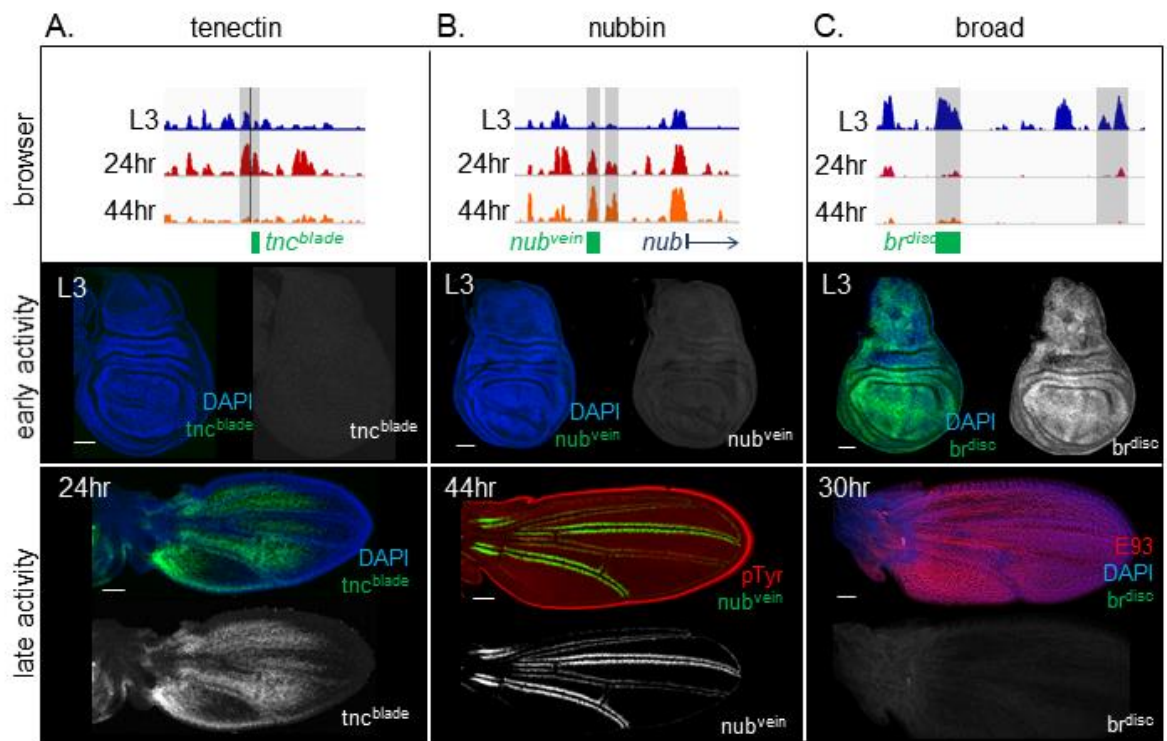 A. tenectin B. nubbin C. broad
browser
L3 L3 L3
24hr 24hr 24hr
44hr 44hr 44hr
tnc^blade nub^vein nub br^disc
early activity
L3 L3 L3
DAPI DAPI DAPI
tnc^blade tnc^blade nub^vein nub^vein br^disc br^disc
late activity
24hr 44hr 30hr
DAPI pTyr E93
tnc^blade nub^vein DAPI
br^disc
tnc^blade nub^vein br^disc